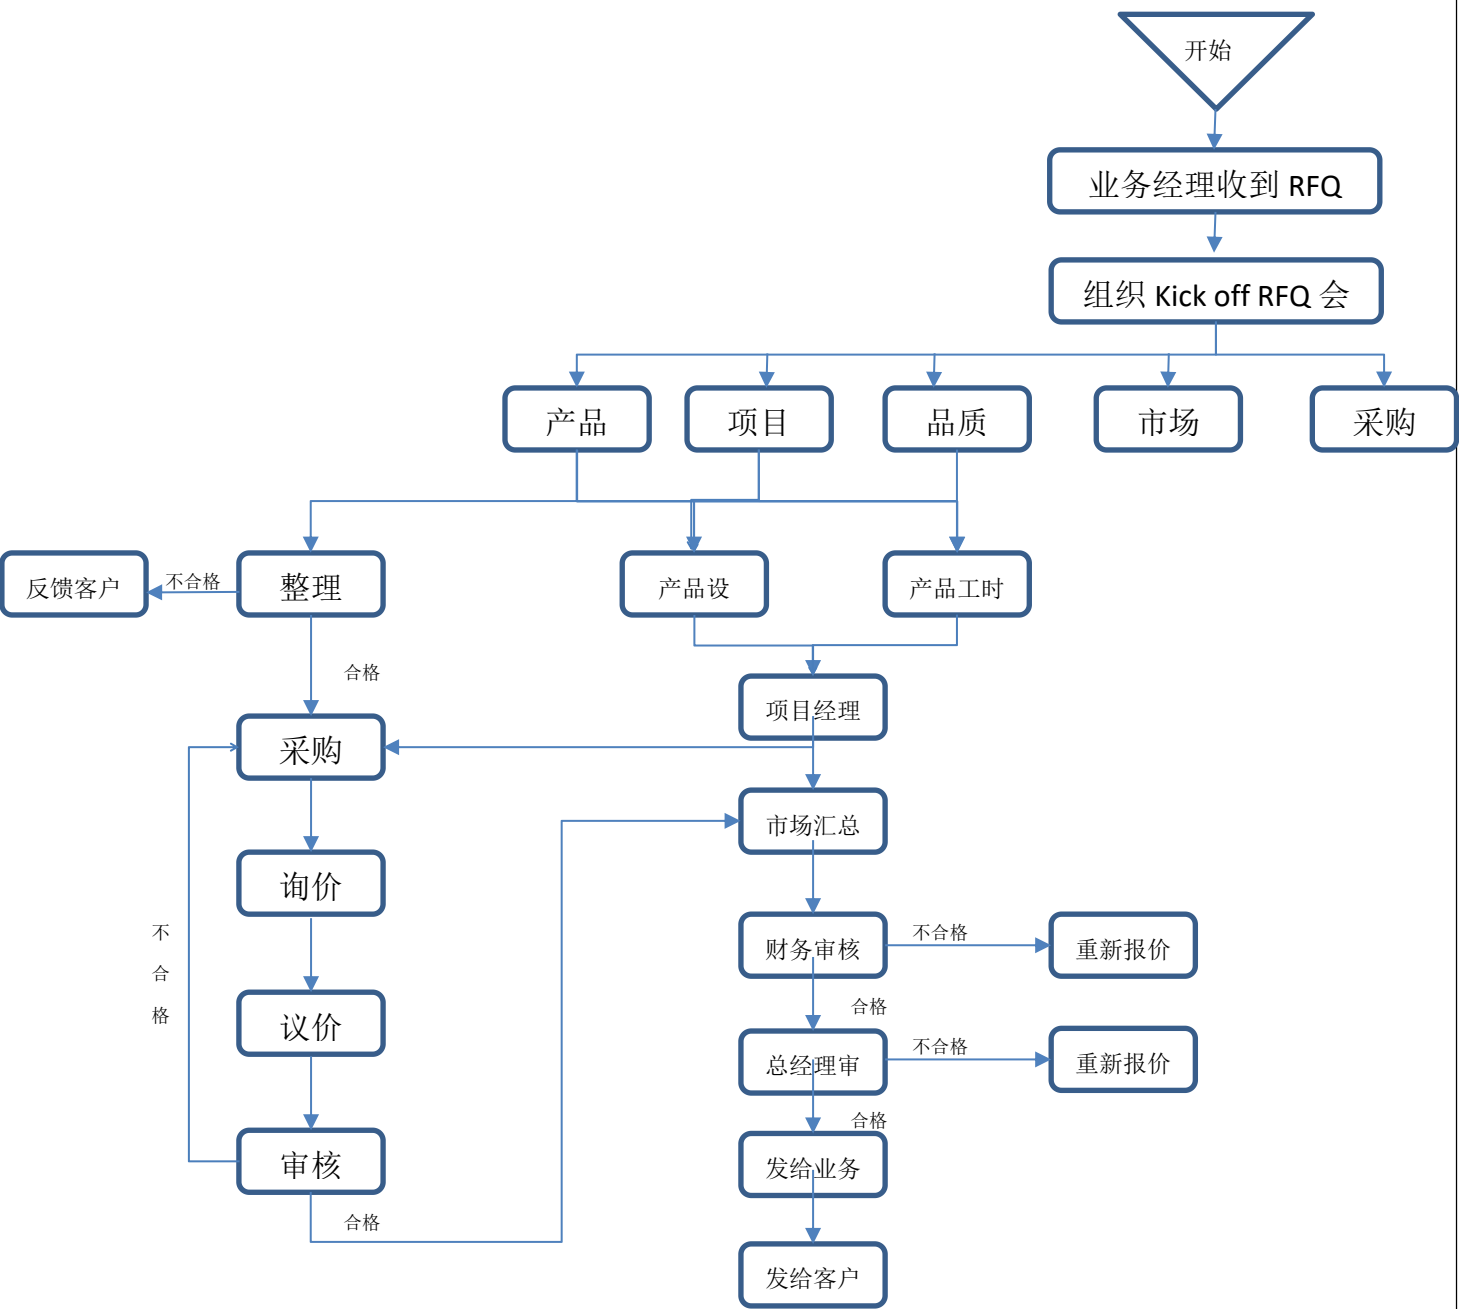 开始
业务经理收到 RFQ
组织 Kick off RFQ 会
产品
项目
品质
市场
采购
反馈客户
不合格
整理
产品设
产品工时
合格
项目经理
采购
市场汇总
询价
不
合
格
财务审核
不合格
重新报价
合格
议价
总经理审
不合格
重新报价
合格
审核
发给业务
合格
发给客户